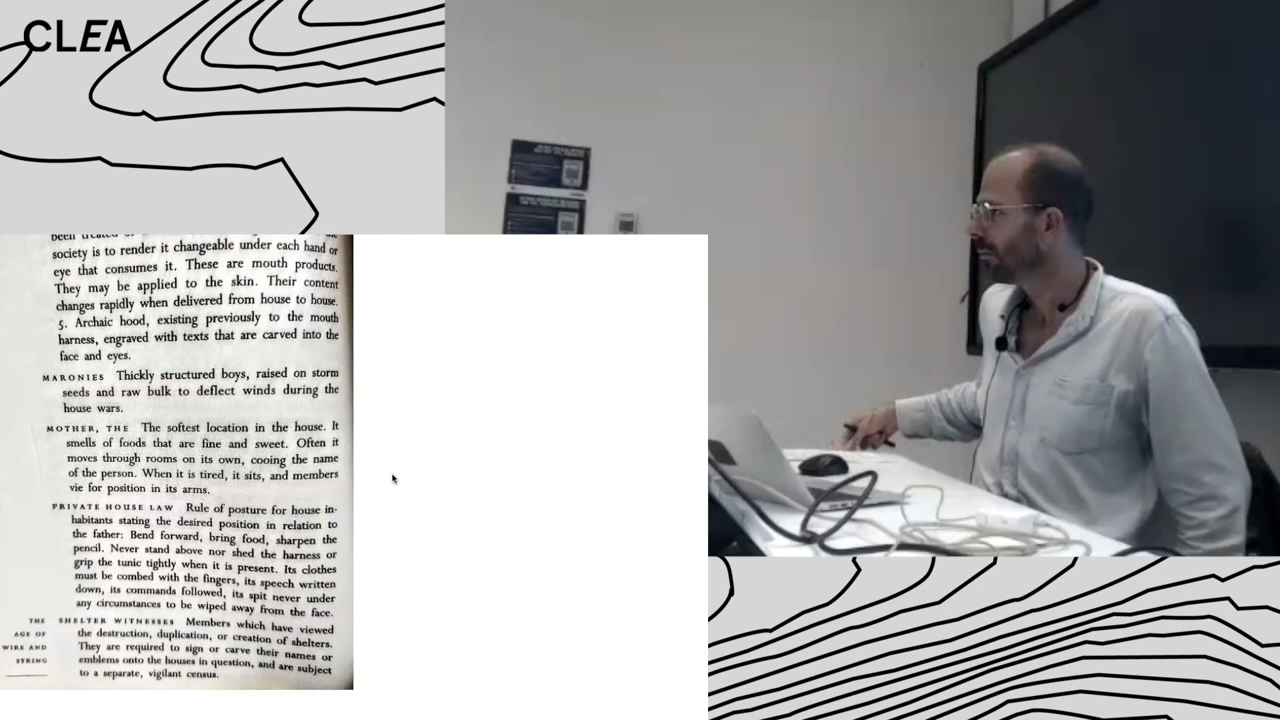 CLEA
society is to render it changeable under each hand or
eye that consumes it. These are mouth products.
They may be applied to the skin. Their content
changes rapidly when delivered from house to house.
5. Archaic hood, existing previously to the mouth
harness, engraved with texts that are carved into the
face and eyes.
MARONIES Thickly structured boys, raised on storm
seeds and raw bulk to deflect winds during the
house wars.
MOTHER, THE The softest location in the house. It
smells of foods that are fine and sweet. Often it
moves through rooms on its own, cooing the name
of the person. When it is tired, it sits, and members
vie for position in its arms.
PRIVATE HOUSE LAW Rule of posture for house in-
habitants stating the desired position in relation to
the father: Bend forward, bring food, sharpen the
pencil. Never stand above nor shed the harness or
grip the tunic tightly when it is present. Its clothes
must be combed with the fingers, its speech written
down, its commands followed, its spit never under
any circumstances to be wiped away from the face.
SHELTER WITNESSES Members which have viewed
the destruction, duplication, or creation of shelters.
They are required to sign or carve their names or
emblems onto the houses in question, and are subject
to a separate, vigilant census.
THE
AGE OF
WIRE AND
STRING